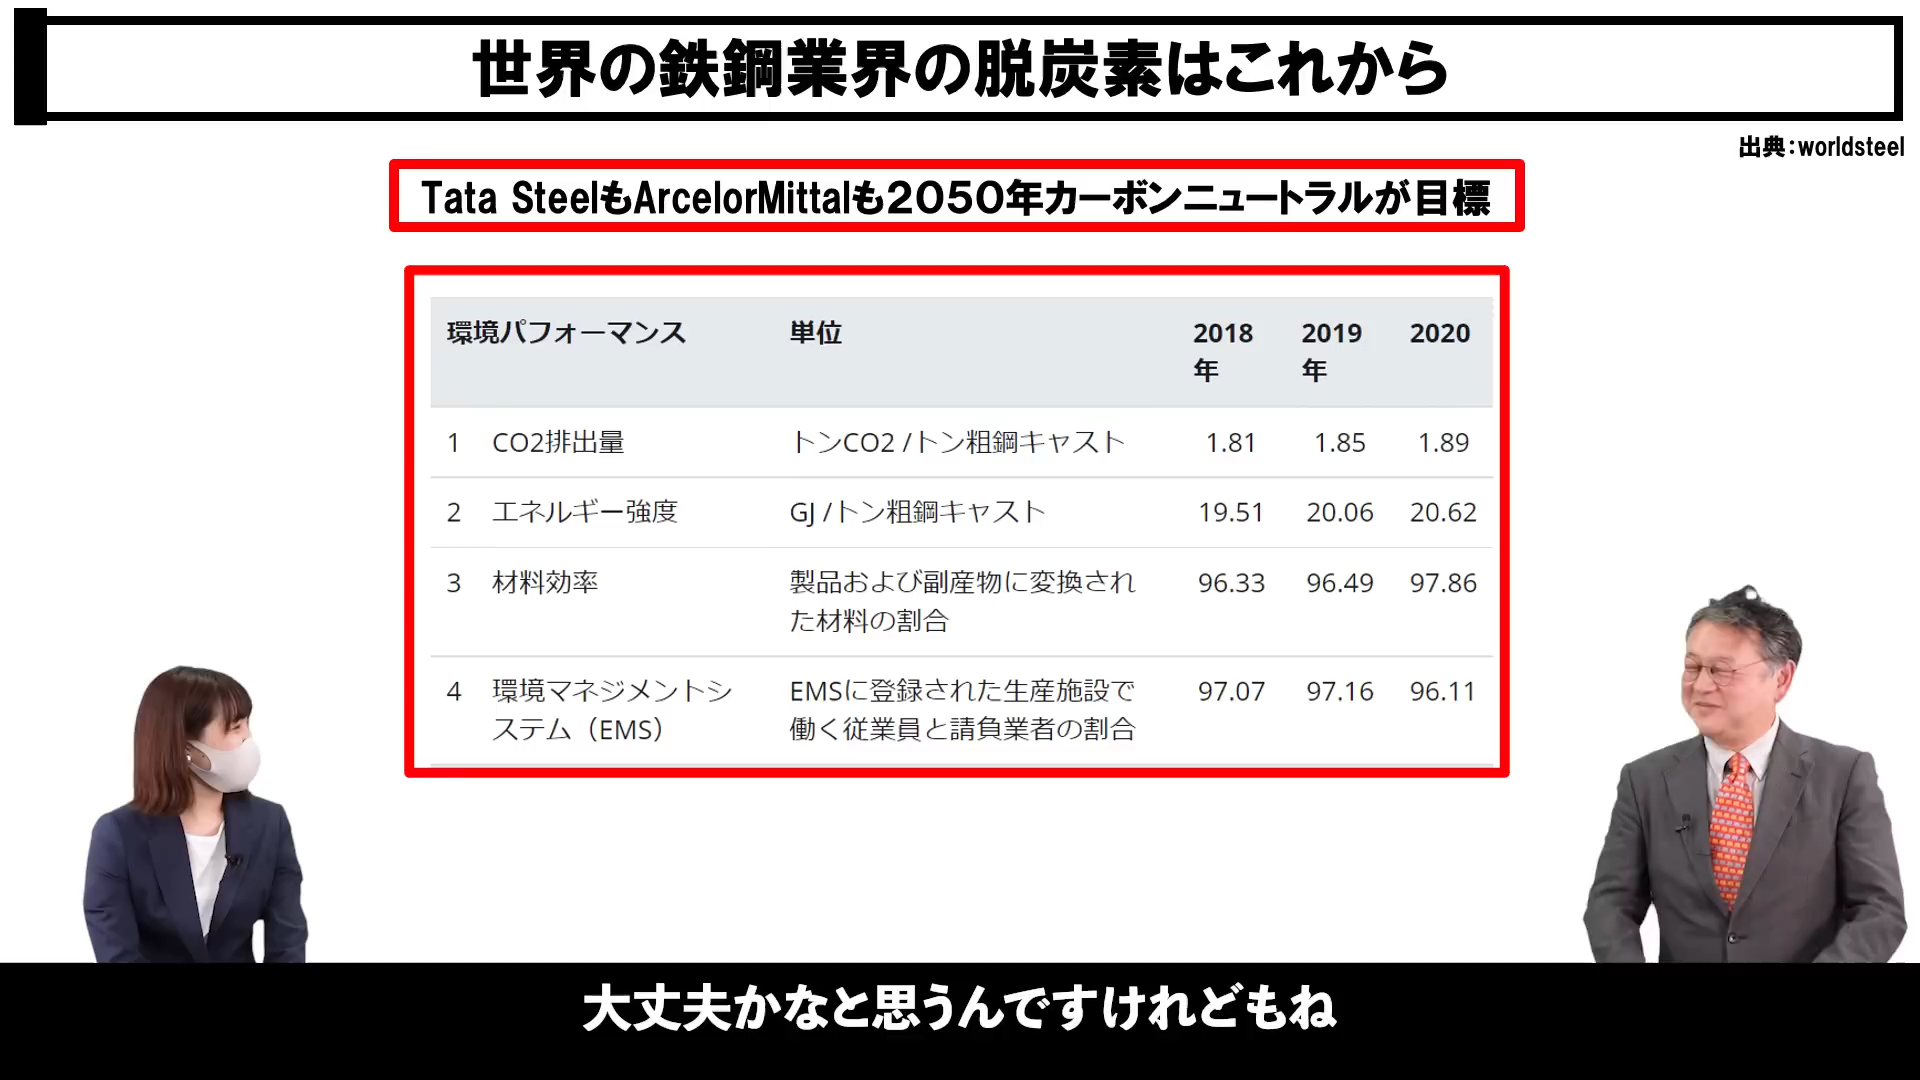 世界の鉄鋼業界の脱炭素はこれから
出典：worldsteel
Tata SteelもArcelorMittalも2050年カーボンニュートラルが目標
環境パフォーマンス 単位 2018 2019 2020
年 年
1 CO2排出量 トンCO2 /トン粗鋼キャスト 1.81 1.85 1.89
2 エネルギー強度 GJ /トン粗鋼キャスト 19.51 20.06 20.62
3 材料効率 製品および副産物に変換され 96.33 96.49 97.86
た材料の割合
4 環境マネジメントシ EMSに登録された生産施設で 97.07 97.16 96.11
ステム（EMS） 働く従業員と請負業者の割合
大丈夫かなと思うんですけれどもね